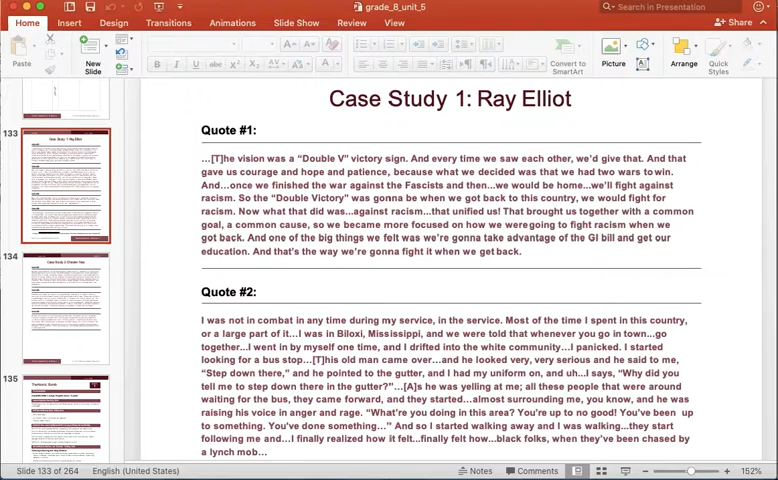 grade_8_unit_5
Search in Presentation
Home Insert Design Transitions Animations Slide Show Review View Share
Paste New Slide Convert to SmartArt Picture Arrange Quick Styles
133
134
135
Case Study 1: Ray Elliot
Quote #1:
…[T]he vision was a “Double V” victory sign. And every time we saw each other, we’d give that. And that
gave us courage and hope and patience, because what we decided was that we had two wars to win.
And…once we finished the war against the Fascists and then...we would be home...we’ll fight against
racism. So the “Double Victory” was gonna be when we got back to this country, we would fight for
racism. Now what that did was...against racism...that unified us! That brought us together with a common
goal, a common cause, so we became more focused on how we were going to fight racism when we
got back. And one of the big things we felt was we’re gonna take advantage of the GI bill and get our
education. And that’s the way we’re gonna fight it when we get back.
Quote #2:
I was not in combat in any time during my service, in the service. Most of the time I spent in this country,
or a large part of it…I was in Biloxi, Mississippi, and we were told that whenever you go in town...go
together...I went in by myself one time, and I drifted into the white community…I panicked. I started
looking for a bus stop…[T]his old man came over…and he looked very, very serious and he said to me,
“Step down there,” and he pointed to the gutter, and I had my uniform on, and uh...I says, “Why did you
tell me to step down there in the gutter?”…[A]s he was yelling at me; all these people that were around
waiting for the bus, they came forward, and they started…almost surrounding me, you know, and he was
raising his voice in anger and rage. “What’re you doing in this area? You’re up to no good! You’ve been up
to something. You’ve done something…” And so I started walking away and I was walking...they start
following me and…I finally realized how it felt...finally felt how...black folks, when they’ve been chased by
a lynch mob…
Slide 133 of 264 English (United States) Notes Comments 152%